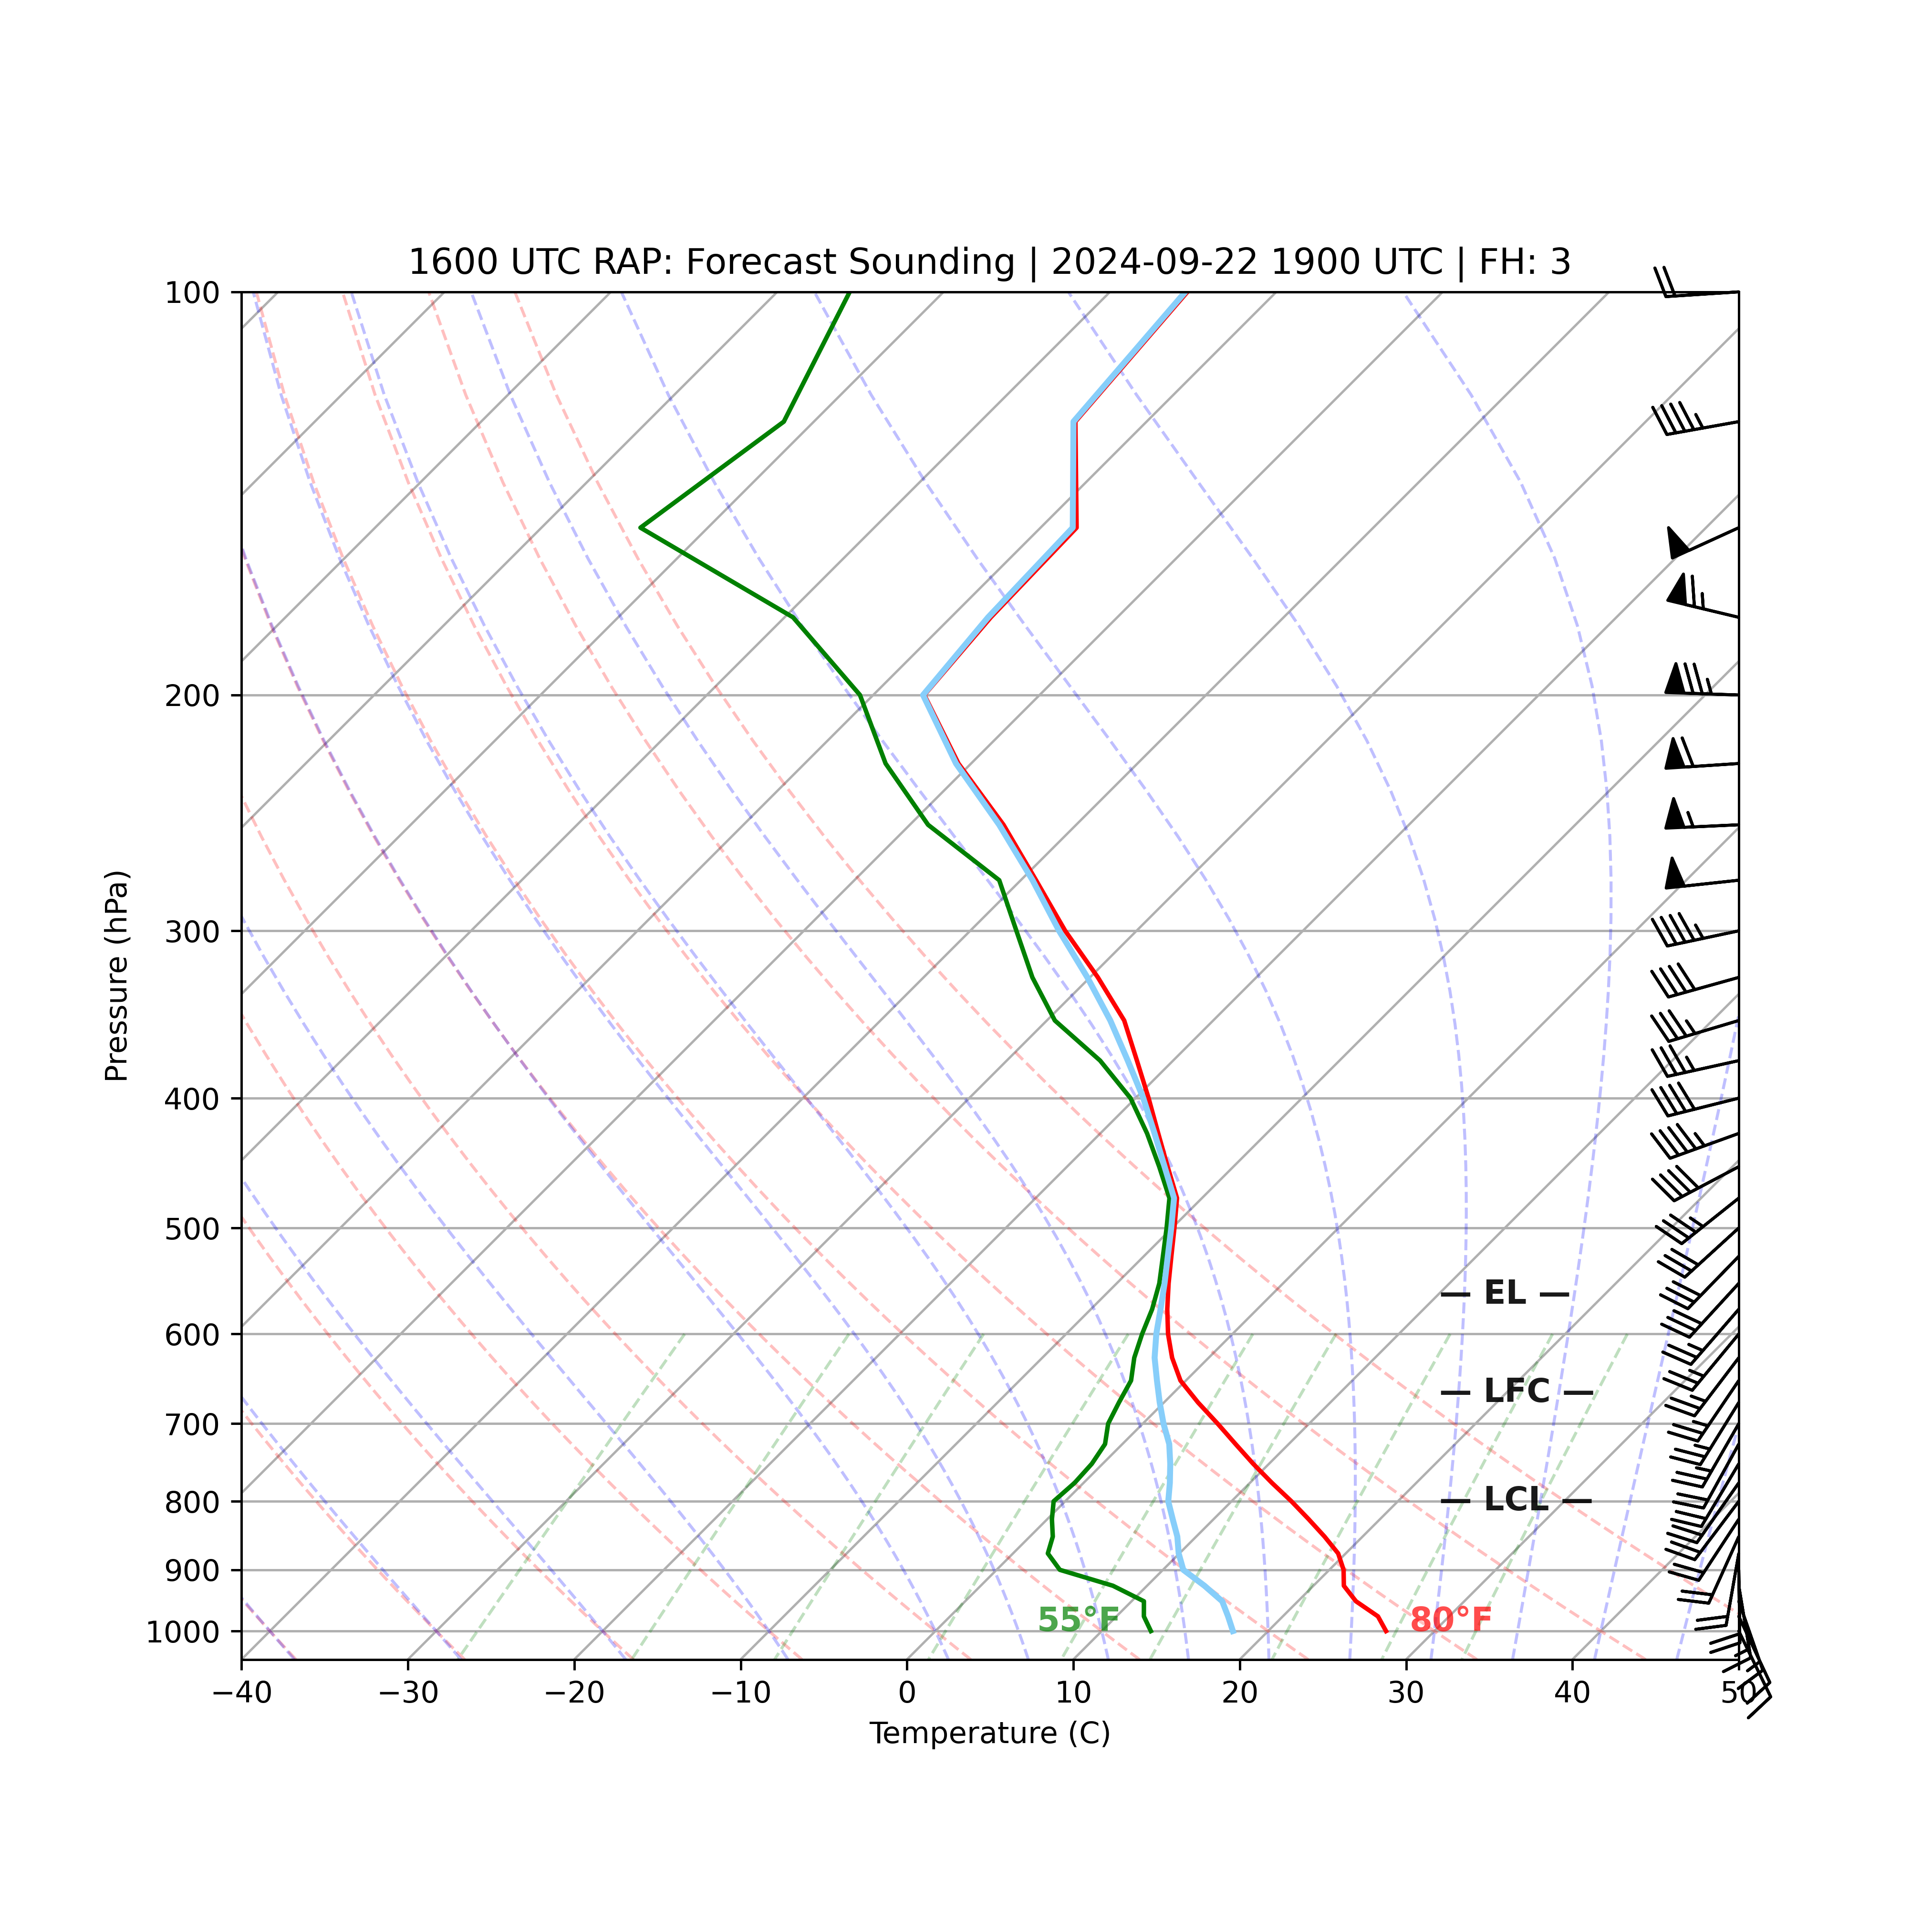 1600 UTC RAP: Forecast Sounding | 2024-09-22 1900 UTC | FH: 3
100
200
300
400
500
600
700
800
900
1000
Pressure (hPa)
— EL —
— LFC —
— LCL —
55°F
80°F
−40 −30 −20 −10 0 10 20 30 40 50
Temperature (C)